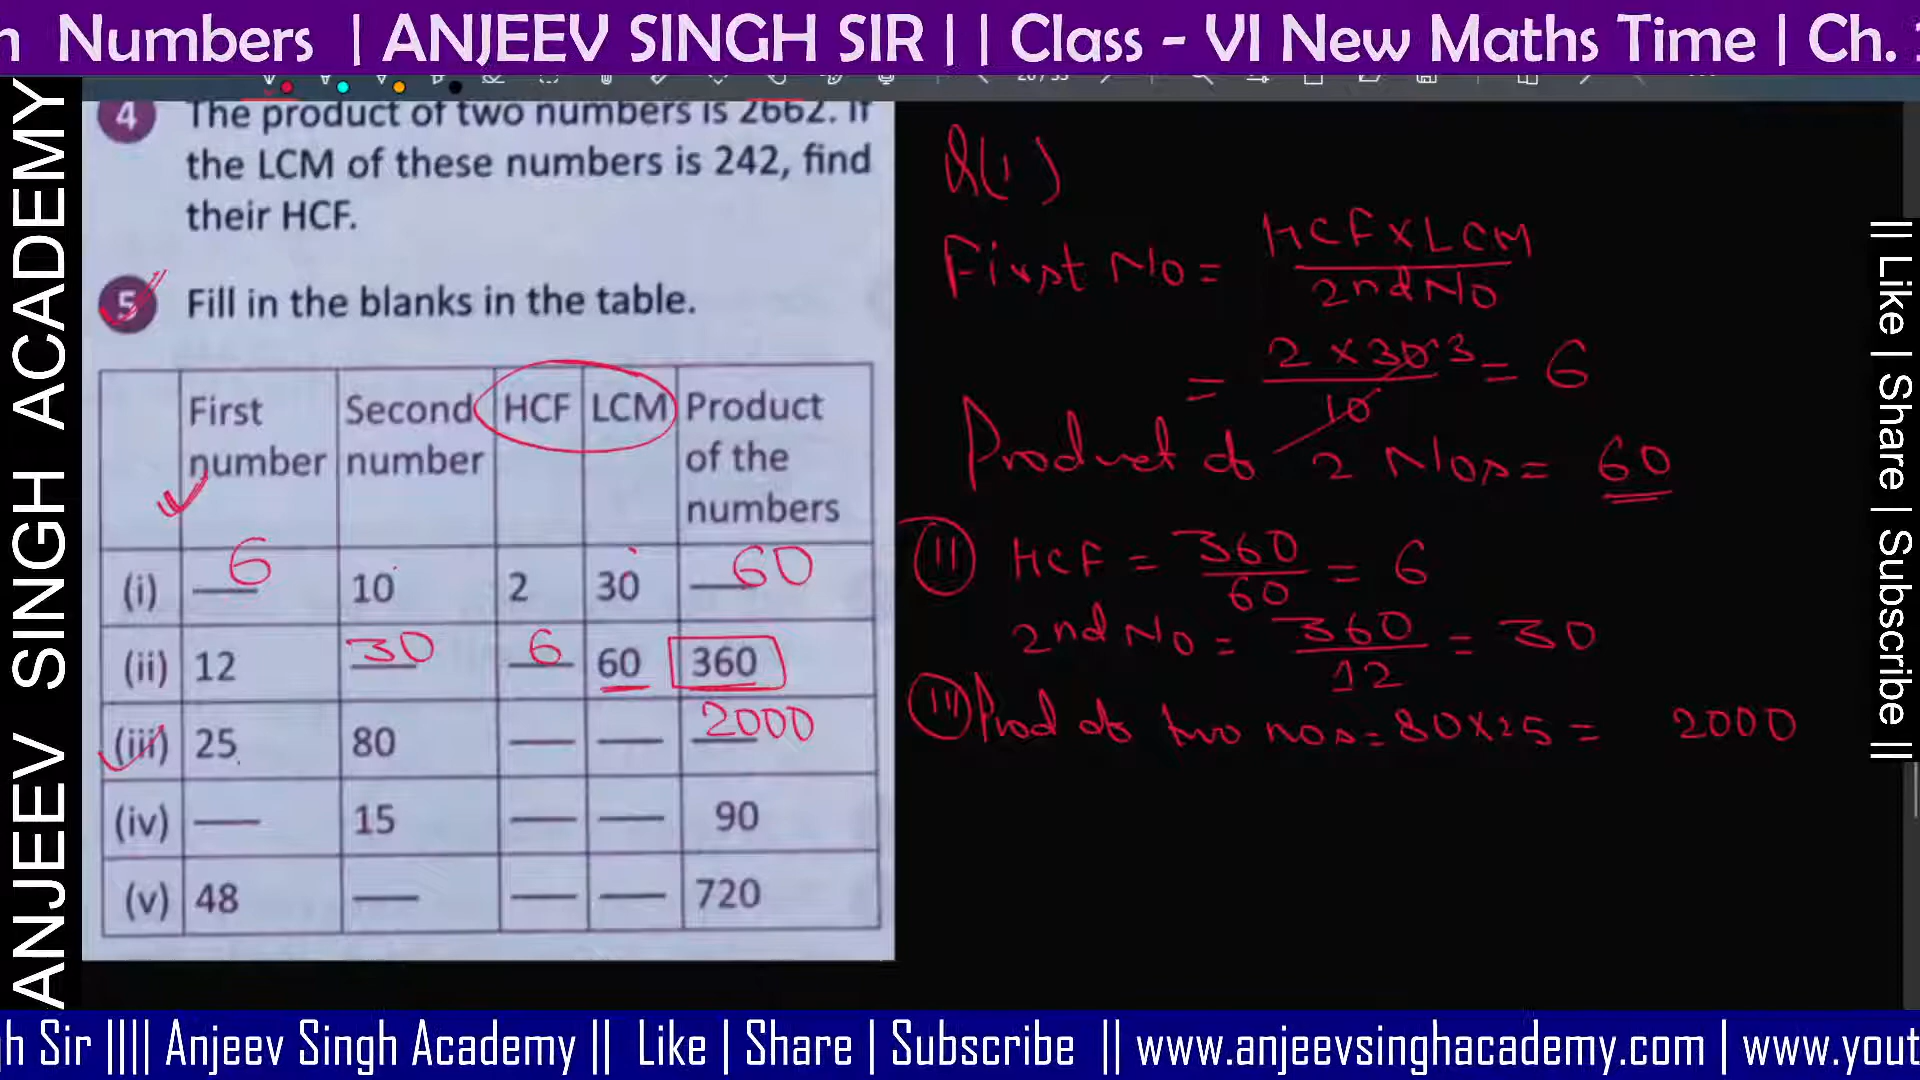 n Numbers | ANJEEV SINGH SIR | | Class - VI New Maths Time | Ch. 1
ANJEEV SINGH ACADEMY
4 The product of two numbers is 2662. If
the LCM of these numbers is 242, find
their HCF.
5 Fill in the blanks in the table.
First number Second number HCF LCM Product of the numbers
(i) 6 10 2 30 60
(ii) 12 30 6 60 360
(iii) 25 80 — — 2000
(iv) — 15 — — 90
(v) 48 — — — 720
Q(1)
First No = HCF x LCM
2nd No
= 2 x 30 3 = 6
10
Product of 2 Nos = 60
(II) HCF = 360 = 6
60
2nd No = 360 = 30
12
(III) Prod of two nos = 80x25 = 2000
|| Like | Share | Subscribe ||
gh Sir |||| Anjeev Singh Academy || Like | Share | Subscribe || www.anjeevsinghacademy.com | www.yout